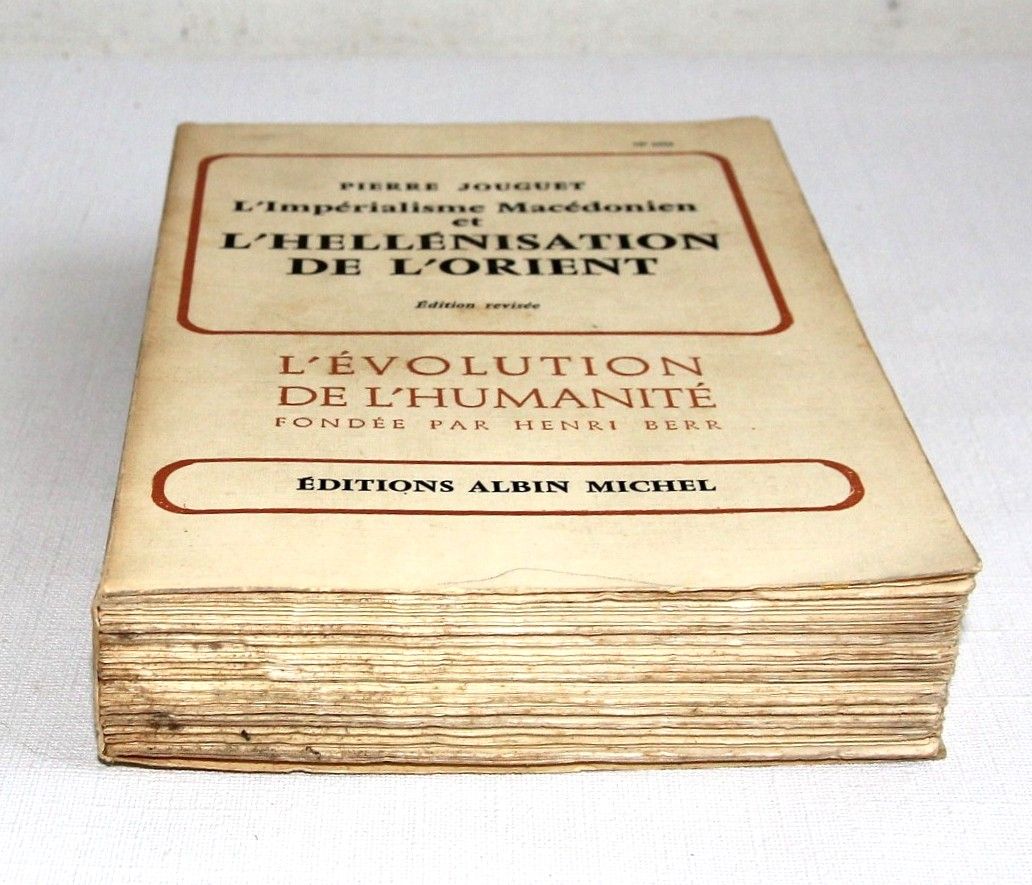 PIERRE JOUGUET
L'Impérialisme Macédonien
et
L'HELLÉNISATION
DE L'ORIENT
Édition revisée
L'ÉVOLUTION
DE L'HUMANITÉ
FONDÉE PAR HENRI BERR
ÉDITIONS ALBIN MICHEL